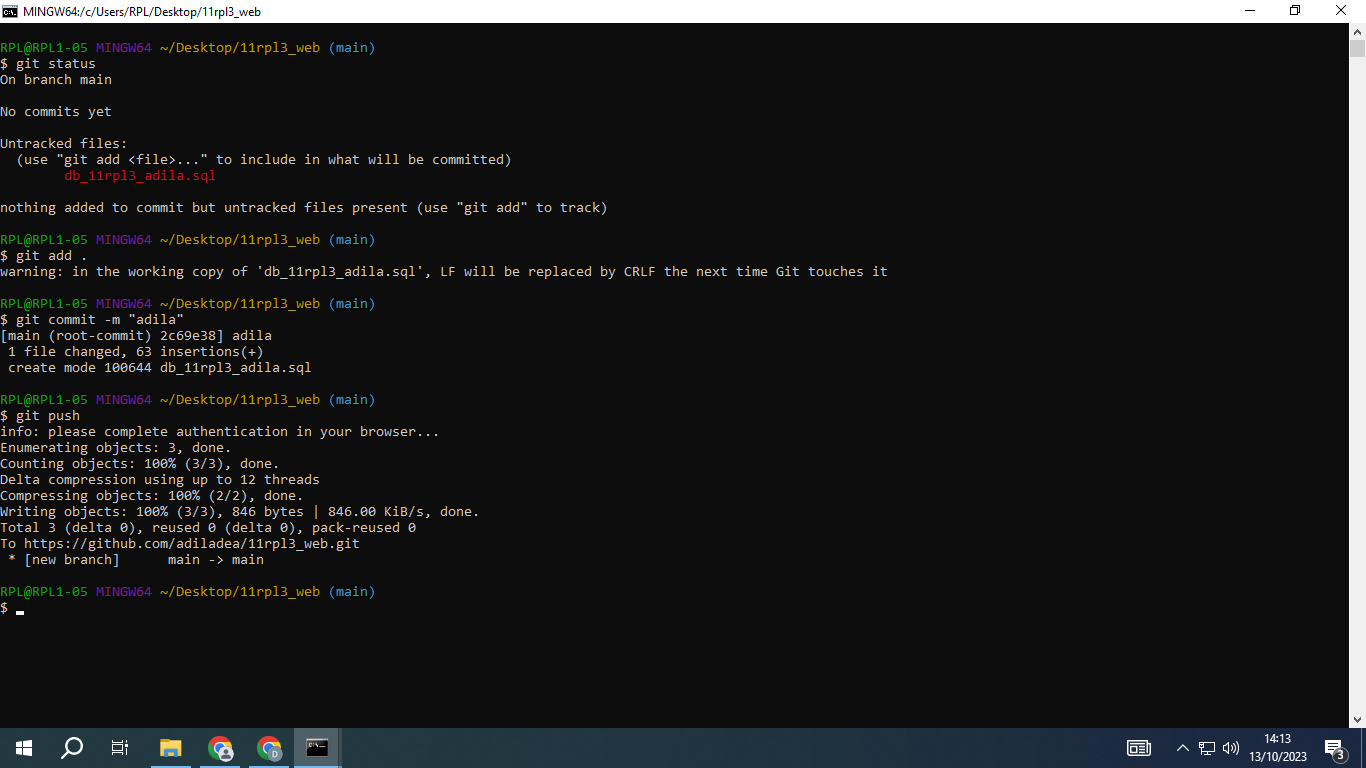 MINGW64:/c/Users/RPL/Desktop/11rpl3_web
RPL@RPL1-05 MINGW64 ~/Desktop/11rpl3_web (main)
$ git status
On branch main
No commits yet
Untracked files:
  (use "git add <file>..." to include in what will be committed)
        db_11rpl3_adila.sql
nothing added to commit but untracked files present (use "git add" to track)
RPL@RPL1-05 MINGW64 ~/Desktop/11rpl3_web (main)
$ git add .
warning: in the working copy of 'db_11rpl3_adila.sql', LF will be replaced by CRLF the next time Git touches it
RPL@RPL1-05 MINGW64 ~/Desktop/11rpl3_web (main)
$ git commit -m "adila"
[main (root-commit) 2c69e38] adila
 1 file changed, 63 insertions(+)
 create mode 100644 db_11rpl3_adila.sql
RPL@RPL1-05 MINGW64 ~/Desktop/11rpl3_web (main)
$ git push
info: please complete authentication in your browser...
Enumerating objects: 3, done.
Counting objects: 100% (3/3), done.
Delta compression using up to 12 threads
Compressing objects: 100% (2/2), done.
Writing objects: 100% (3/3), 846 bytes | 846.00 KiB/s, done.
Total 3 (delta 0), reused 0 (delta 0), pack-reused 0
To https://github.com/adiladea/11rpl3_web.git
 * [new branch]      main -> main
RPL@RPL1-05 MINGW64 ~/Desktop/11rpl3_web (main)
$
D
14:13
13/10/2023
3